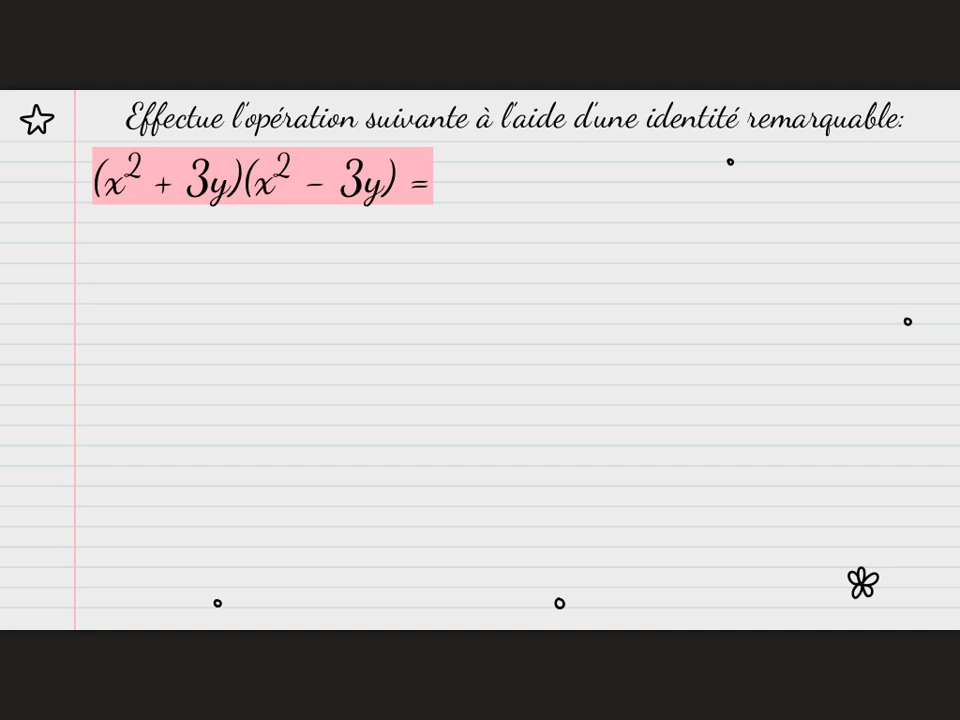 Effectue l'opération suivante à l'aide d'une identité remarquable:
(x² + 3y)(x² − 3y) =